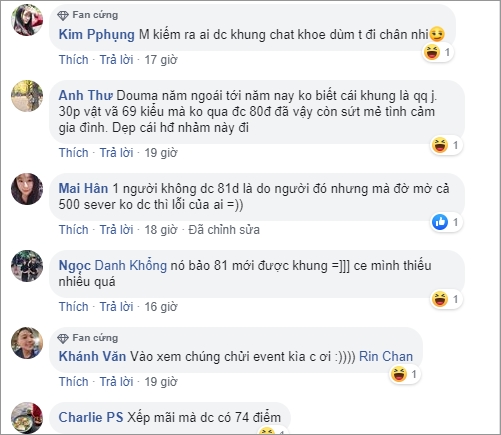 Fan cứng
Kim Pphụng M kiếm ra ai dc khung chat khoe dùm t đi chân nhi😉
1
Thích · Trả lời · 17 giờ
Anh Thư Douma năm ngoái tới năm nay ko biết cái khung là qq j.
30p vật vã 69 kiểu mà ko qua đc 80đ đã vậy còn sứt mẻ tình cảm
gia đình. Dẹp cái hđ nhảm này đi
1
Thích · Trả lời · 19 giờ
Mai Hân 1 người không dc 81d là do người đó nhưng mà đờ mờ cả
500 sever ko dc thì lỗi của ai =))
1
Thích · Trả lời · 18 giờ · Đã chỉnh sửa
Ngọc Danh Khổng nó bảo 81 mới được khung =]]] ce mình thiếu
nhiều quá
1
Thích · Trả lời · 16 giờ
Fan cứng
Khánh Văn Vào xem chúng chửi event kìa c ơi :)))) Rin Chan
1
Thích · Trả lời · 19 giờ
Charlie PS Xếp mãi mà dc có 74 điểm
1